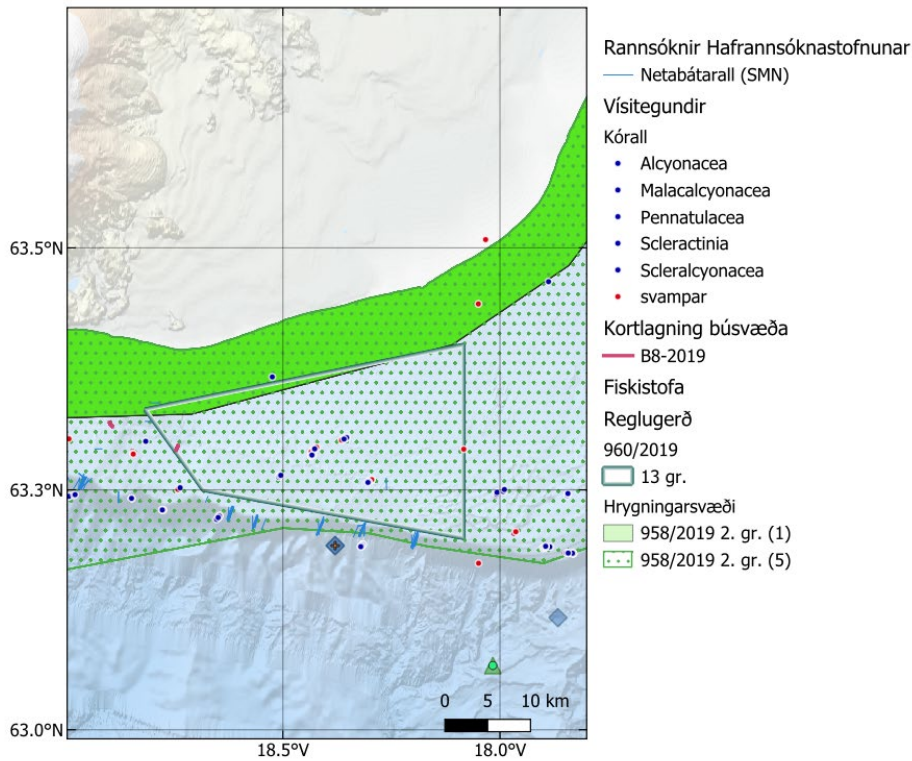 63.5°N
63.3°N
63.0°N
18.5°V
18.0°V
0 5 10 km
Rannsóknir Hafrannsóknastofnunar
Netabátarall (SMN)
Vísitegundir
Kórall
Alcyonacea
Malacalcyonacea
Pennatulacea
Scleractinia
Scleralcyonacea
svampar
Kortlagning búsvæða
B8-2019
Fiskistofa
Reglugerð
960/2019
13 gr.
Hrygningarsvæði
958/2019 2. gr. (1)
958/2019 2. gr. (5)